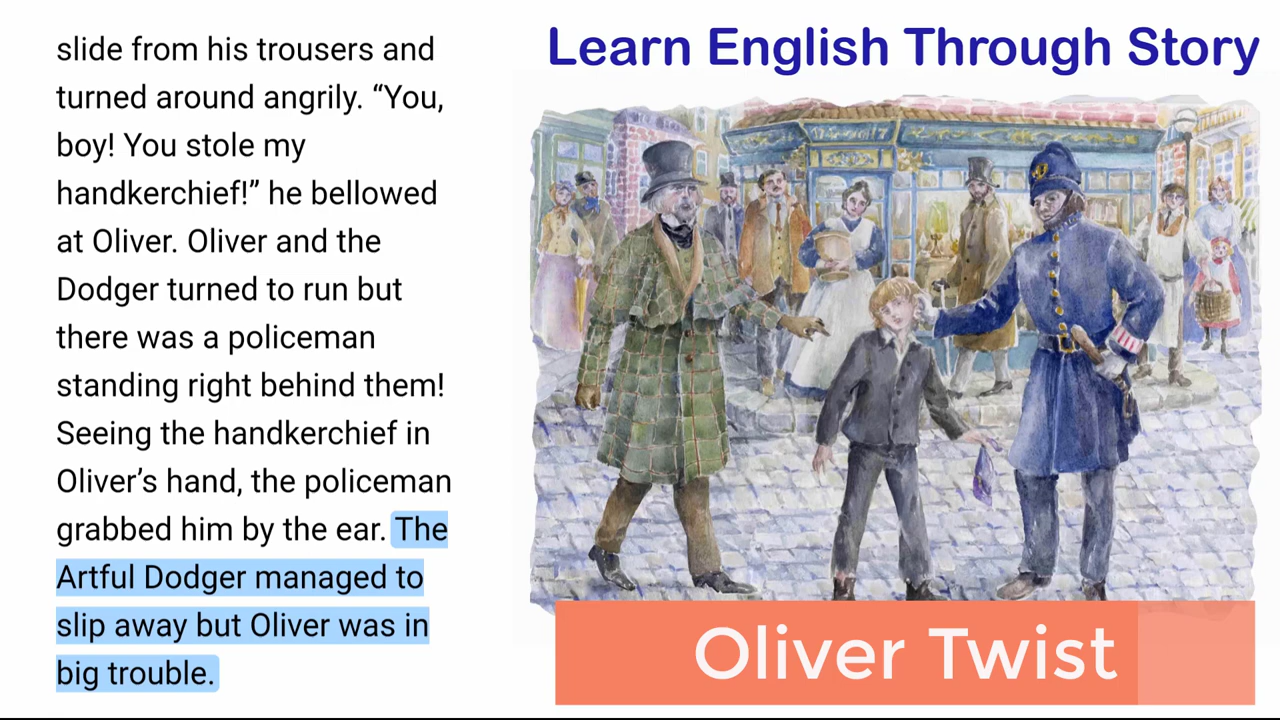 slide from his trousers and
turned around angrily. “You,
boy! You stole my
handkerchief!” he bellowed
at Oliver. Oliver and the
Dodger turned to run but
there was a policeman
standing right behind them!
Seeing the handkerchief in
Oliver’s hand, the policeman
grabbed him by the ear. The
Artful Dodger managed to
slip away but Oliver was in
big trouble.
Learn English Through Story
Oliver Twist